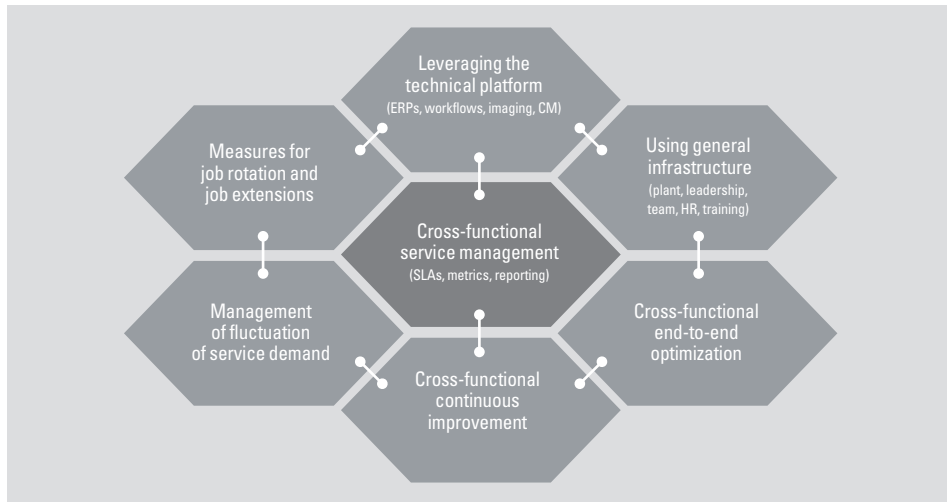 Leveraging the
technical platform
(ERPs, workflows, imaging, CM)
Measures for
job rotation and
job extensions
Using general
infrastructure
(plant, leadership,
team, HR, training)
Cross-functional
service management
(SLAs, metrics, reporting)
Management
of fluctuation
of service demand
Cross-functional
end-to-end
optimization
Cross-functional
continuous
improvement